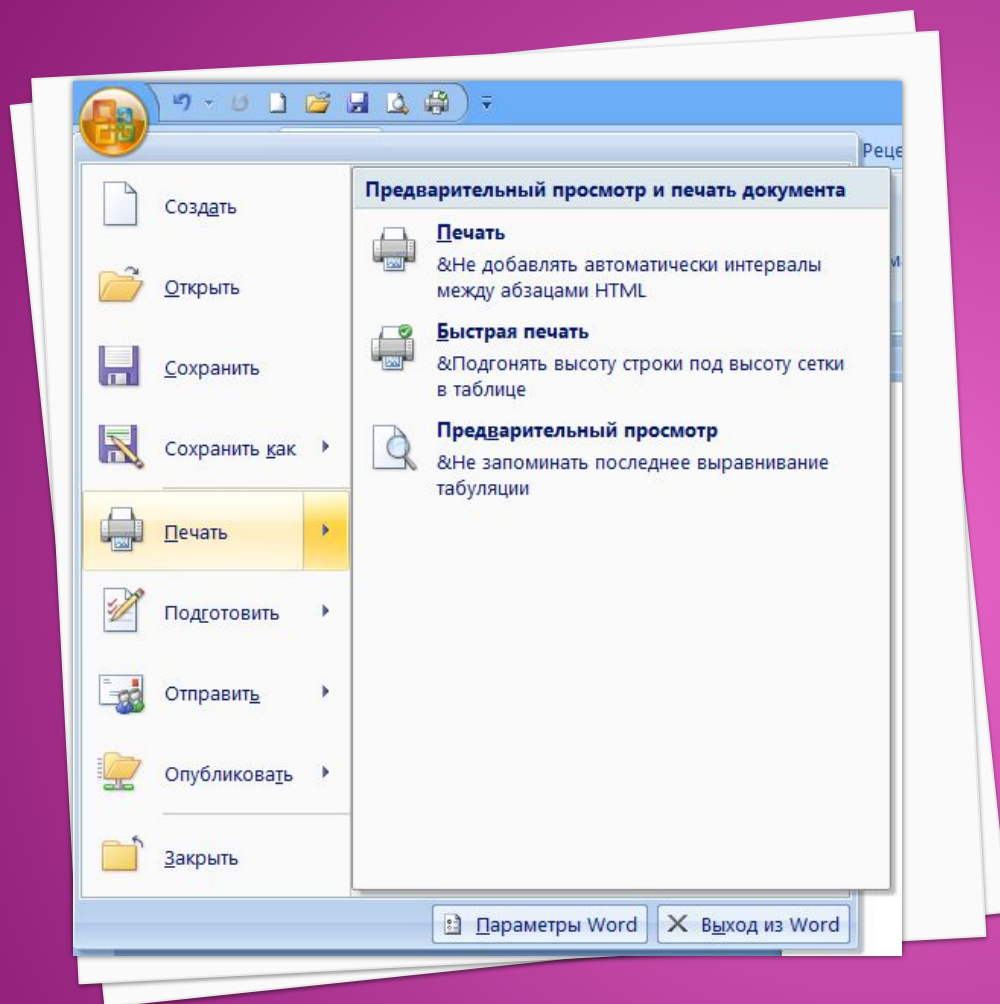 Реце
Создать
Открыть
Сохранить
Сохранить как
Печать
Подготовить
Отправить
Опубликовать
Закрыть
Предварительный просмотр и печать документа
Печать
&Не добавлять автоматически интервалы
между абзацами HTML
Быстрая печать
&Подгонять высоту строки под высоту сетки
в таблице
Предварительный просмотр
&Не запоминать последнее выравнивание
табуляции
Параметры Word
Выход из Word